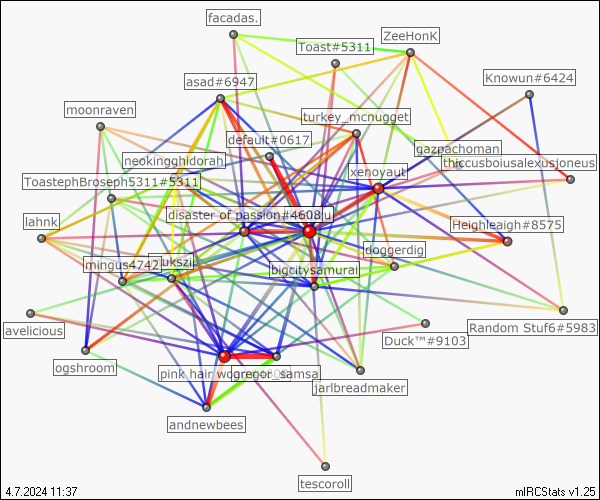 facadas.
ZeeHonK
Toast#5311
asad#6947
Knowun#6424
moonraven
turkey_mcnugget
default#0617
gazpachoman
neokingghidorah
thiccusboiusalexusjoneus
xenoyaut
ToastephBroseph5311#5311
disaster of passion#4608
lahnk
Heighleaigh#8575
doggerdig
mingus4742
bigcitysamurai
avelicious
Random Stuf6#5983
Duck™#9103
ogshroom
pink hair
gregor_samsa
jarlbreadmaker
andnewbees
tescoroll
4.7.2024 11:37
mIRCStats v1.25